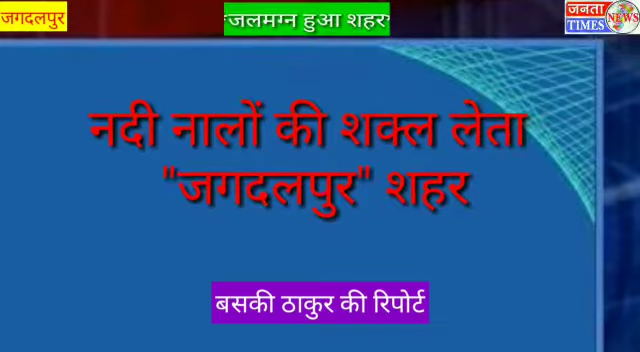 जगदलपुर
जलमग्न हुआ शहर
जनता
TIMES NEWS
नदी नालों की शक्ल लेता
"जगदलपुर" शहर
बसकी ठाकुर की रिपोर्ट